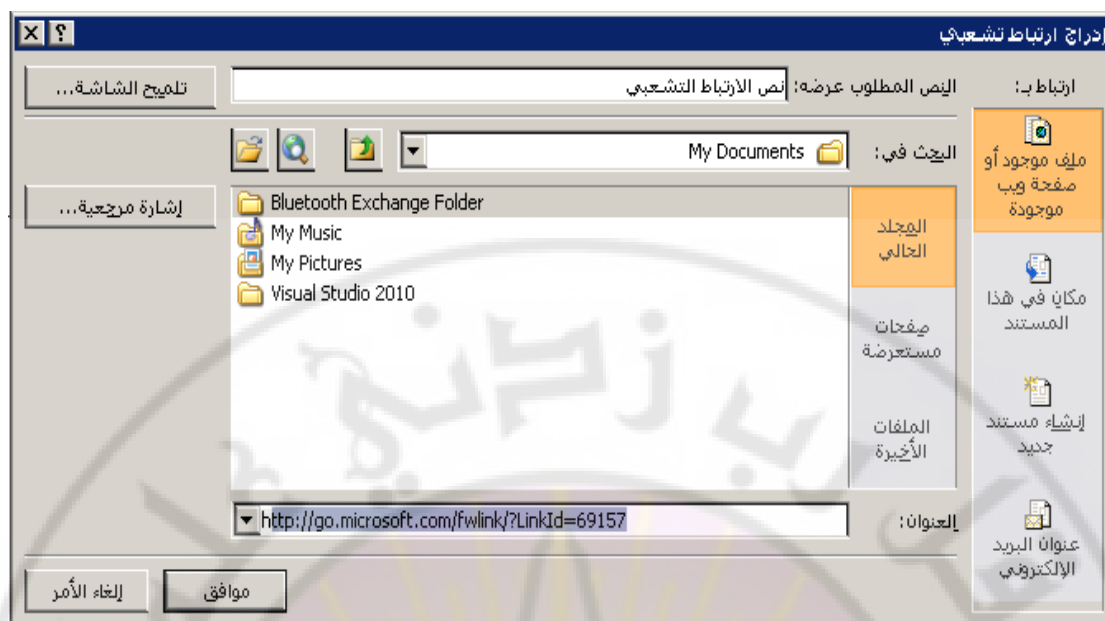 إدراج ارتباط تشعبي
ارتباط بـ:
النص المطلوب عرضه: نص الارتباط التشعبي
تلميح الشاشة...
ملف موجود أو
صفحة ويب
موجودة
مكان في هذا
المستند
إنشاء مستند
جديد
عنوان البريد
الإلكتروني
البحث في: My Documents
المجلد
الحالي
صفحات
مستعرضة
الملفات
الأخيرة
Bluetooth Exchange Folder
My Music
My Pictures
Visual Studio 2010
إشارة مرجعية...
العنوان: http://go.microsoft.com/fwlink/?LinkId=69157
موافق
إلغاء الأمر